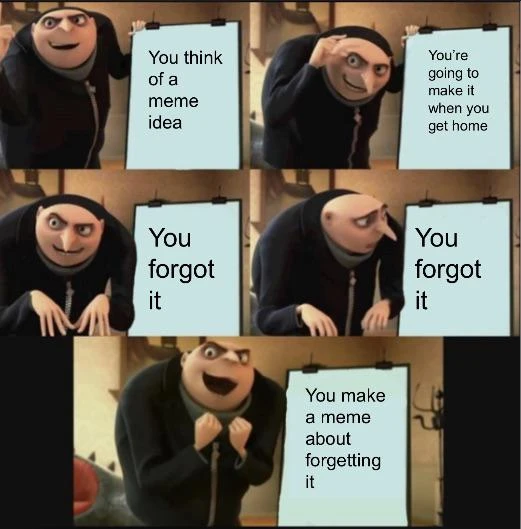 You think
of a
meme
idea
You're
going to
make it
when you
get home
You
forgot
it
You
forgot
it
You make
a meme
about
forgetting
it